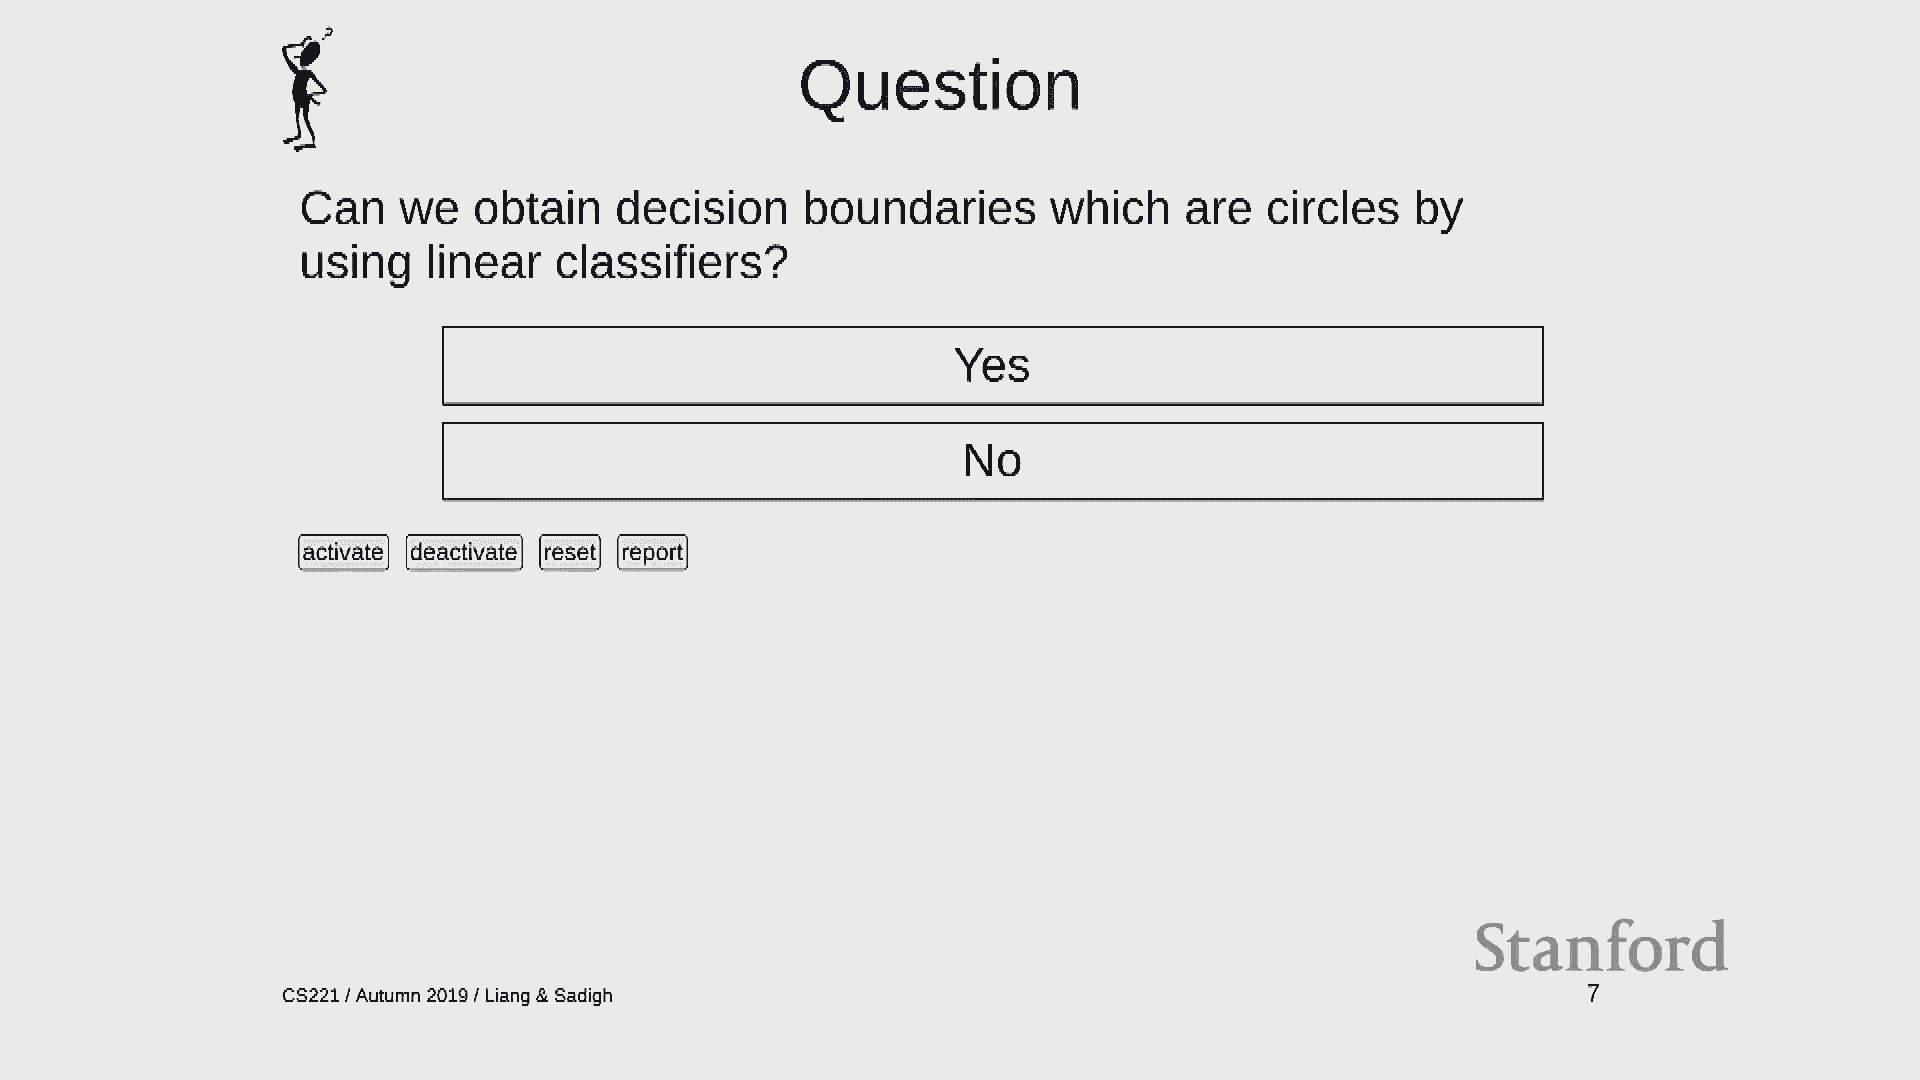 ?
Question
Can we obtain decision boundaries which are circles by
using linear classifiers?
Yes
No
activate deactivate reset report
Stanford
CS221 / Autumn 2019 / Liang & Sadigh
7